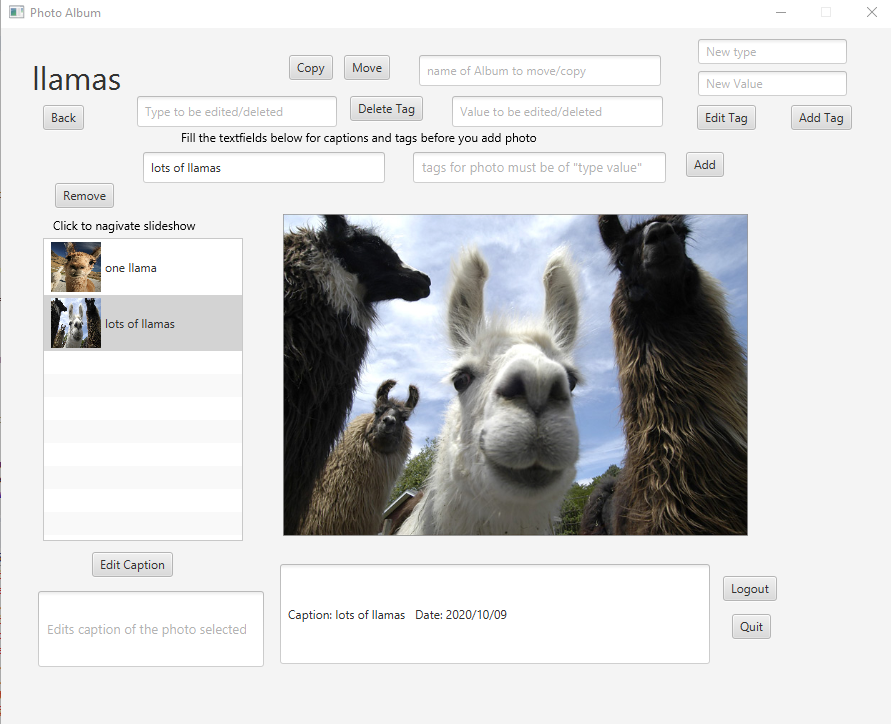 Photo Album
llamas
Copy
Move
name of Album to move/copy
New type
New Value
Back
Type to be edited/deleted
Delete Tag
Value to be edited/deleted
Edit Tag
Add Tag
Fill the textfields below for captions and tags before you add photo
lots of llamas
tags for photo must be of "type value"
Add
Remove
Click to nagivate slideshow
one llama
lots of llamas
Edit Caption
Edits caption of the photo selected
Caption: lots of llamas Date: 2020/10/09
Logout
Quit